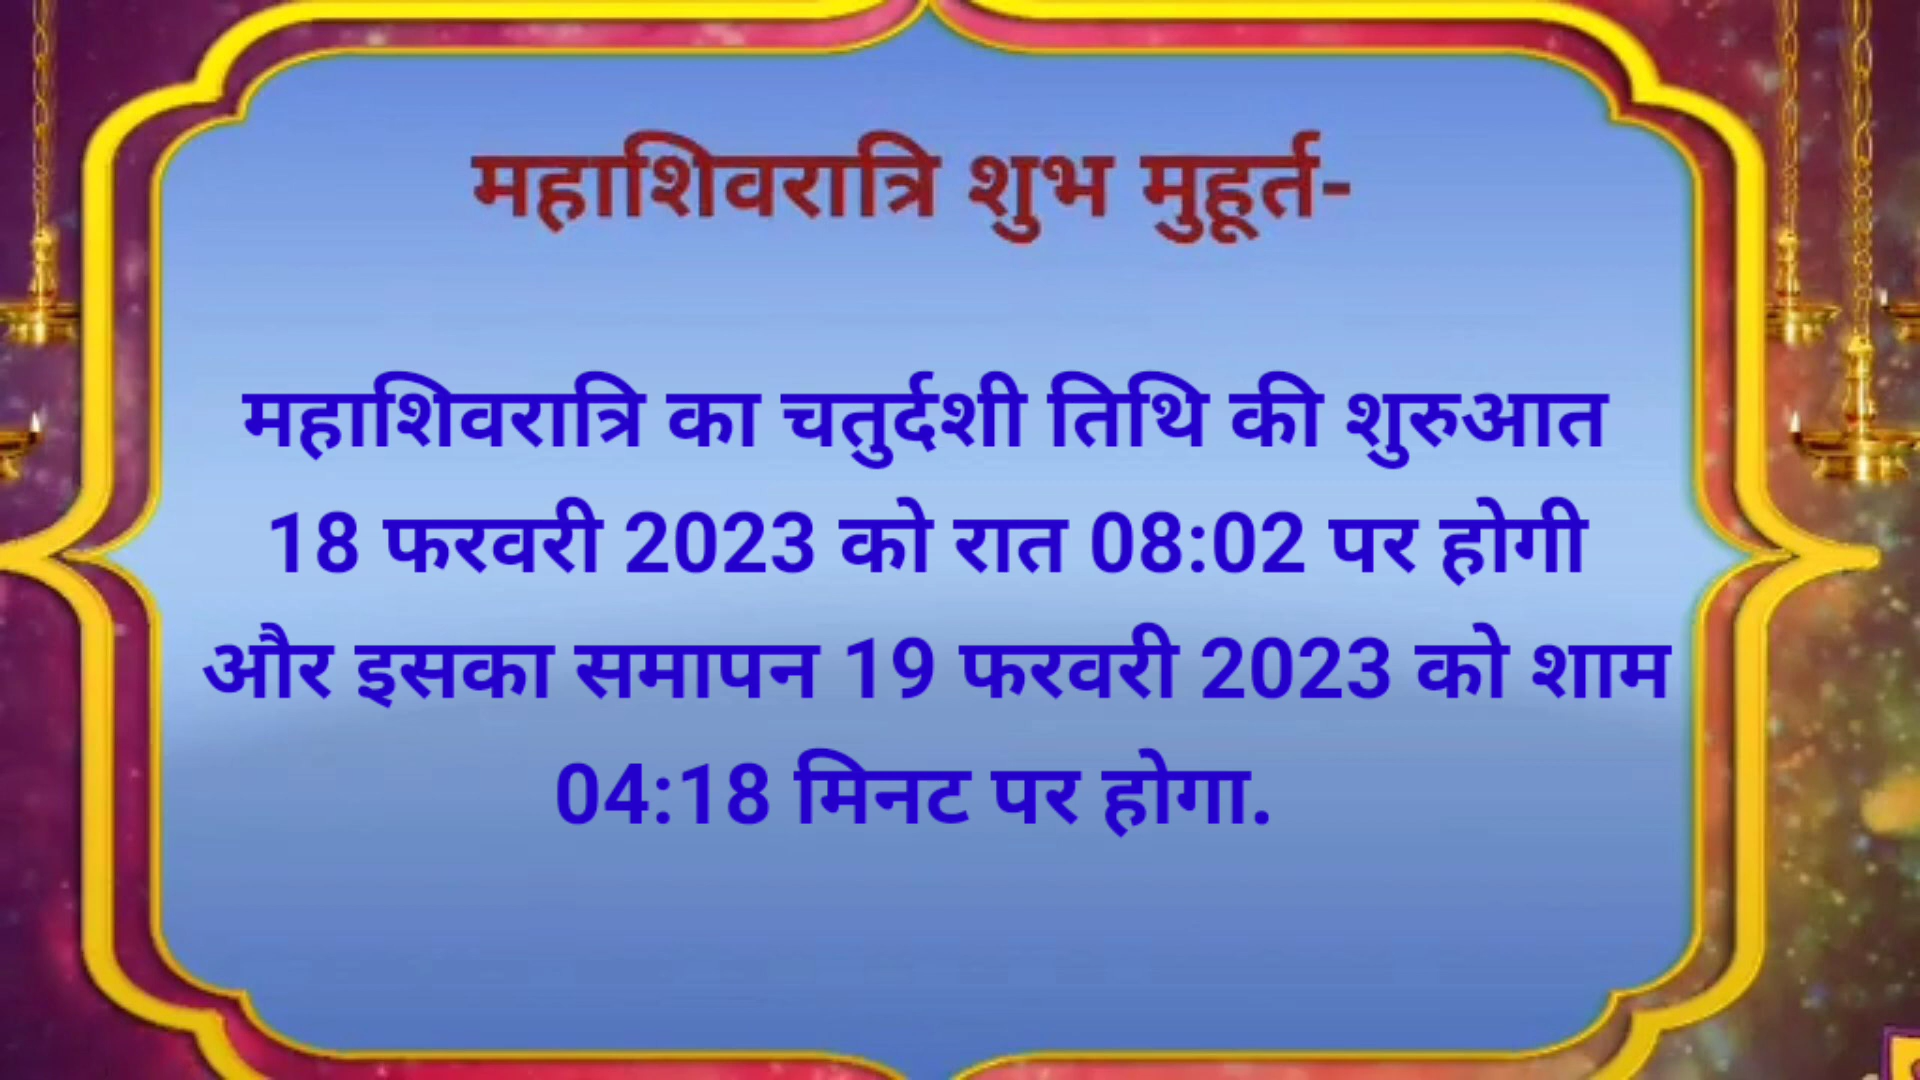 महाशिवरात्रि शुभ मुहूर्त-
महाशिवरात्रि का चतुर्दशी तिथि की शुरुआत
18 फरवरी 2023 को रात 08:02 पर होगी
और इसका समापन 19 फरवरी 2023 को शाम
04:18 मिनट पर होगा.